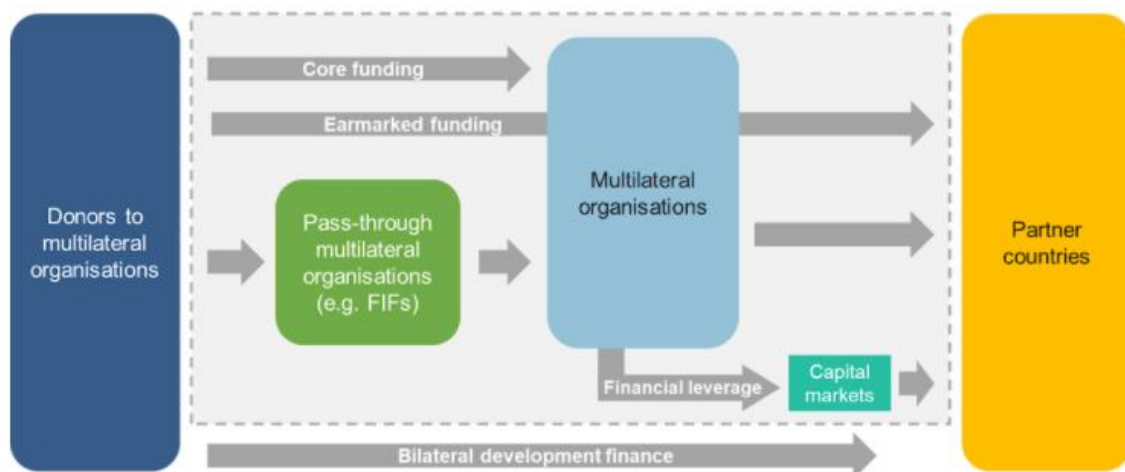 Donors to
multilateral
organisations
Core funding
Earmarked funding
Pass-through
multilateral
organisations
(e.g. FIFs)
Multilateral
organisations
Financial leverage
Capital
markets
Bilateral development finance
Partner
countries